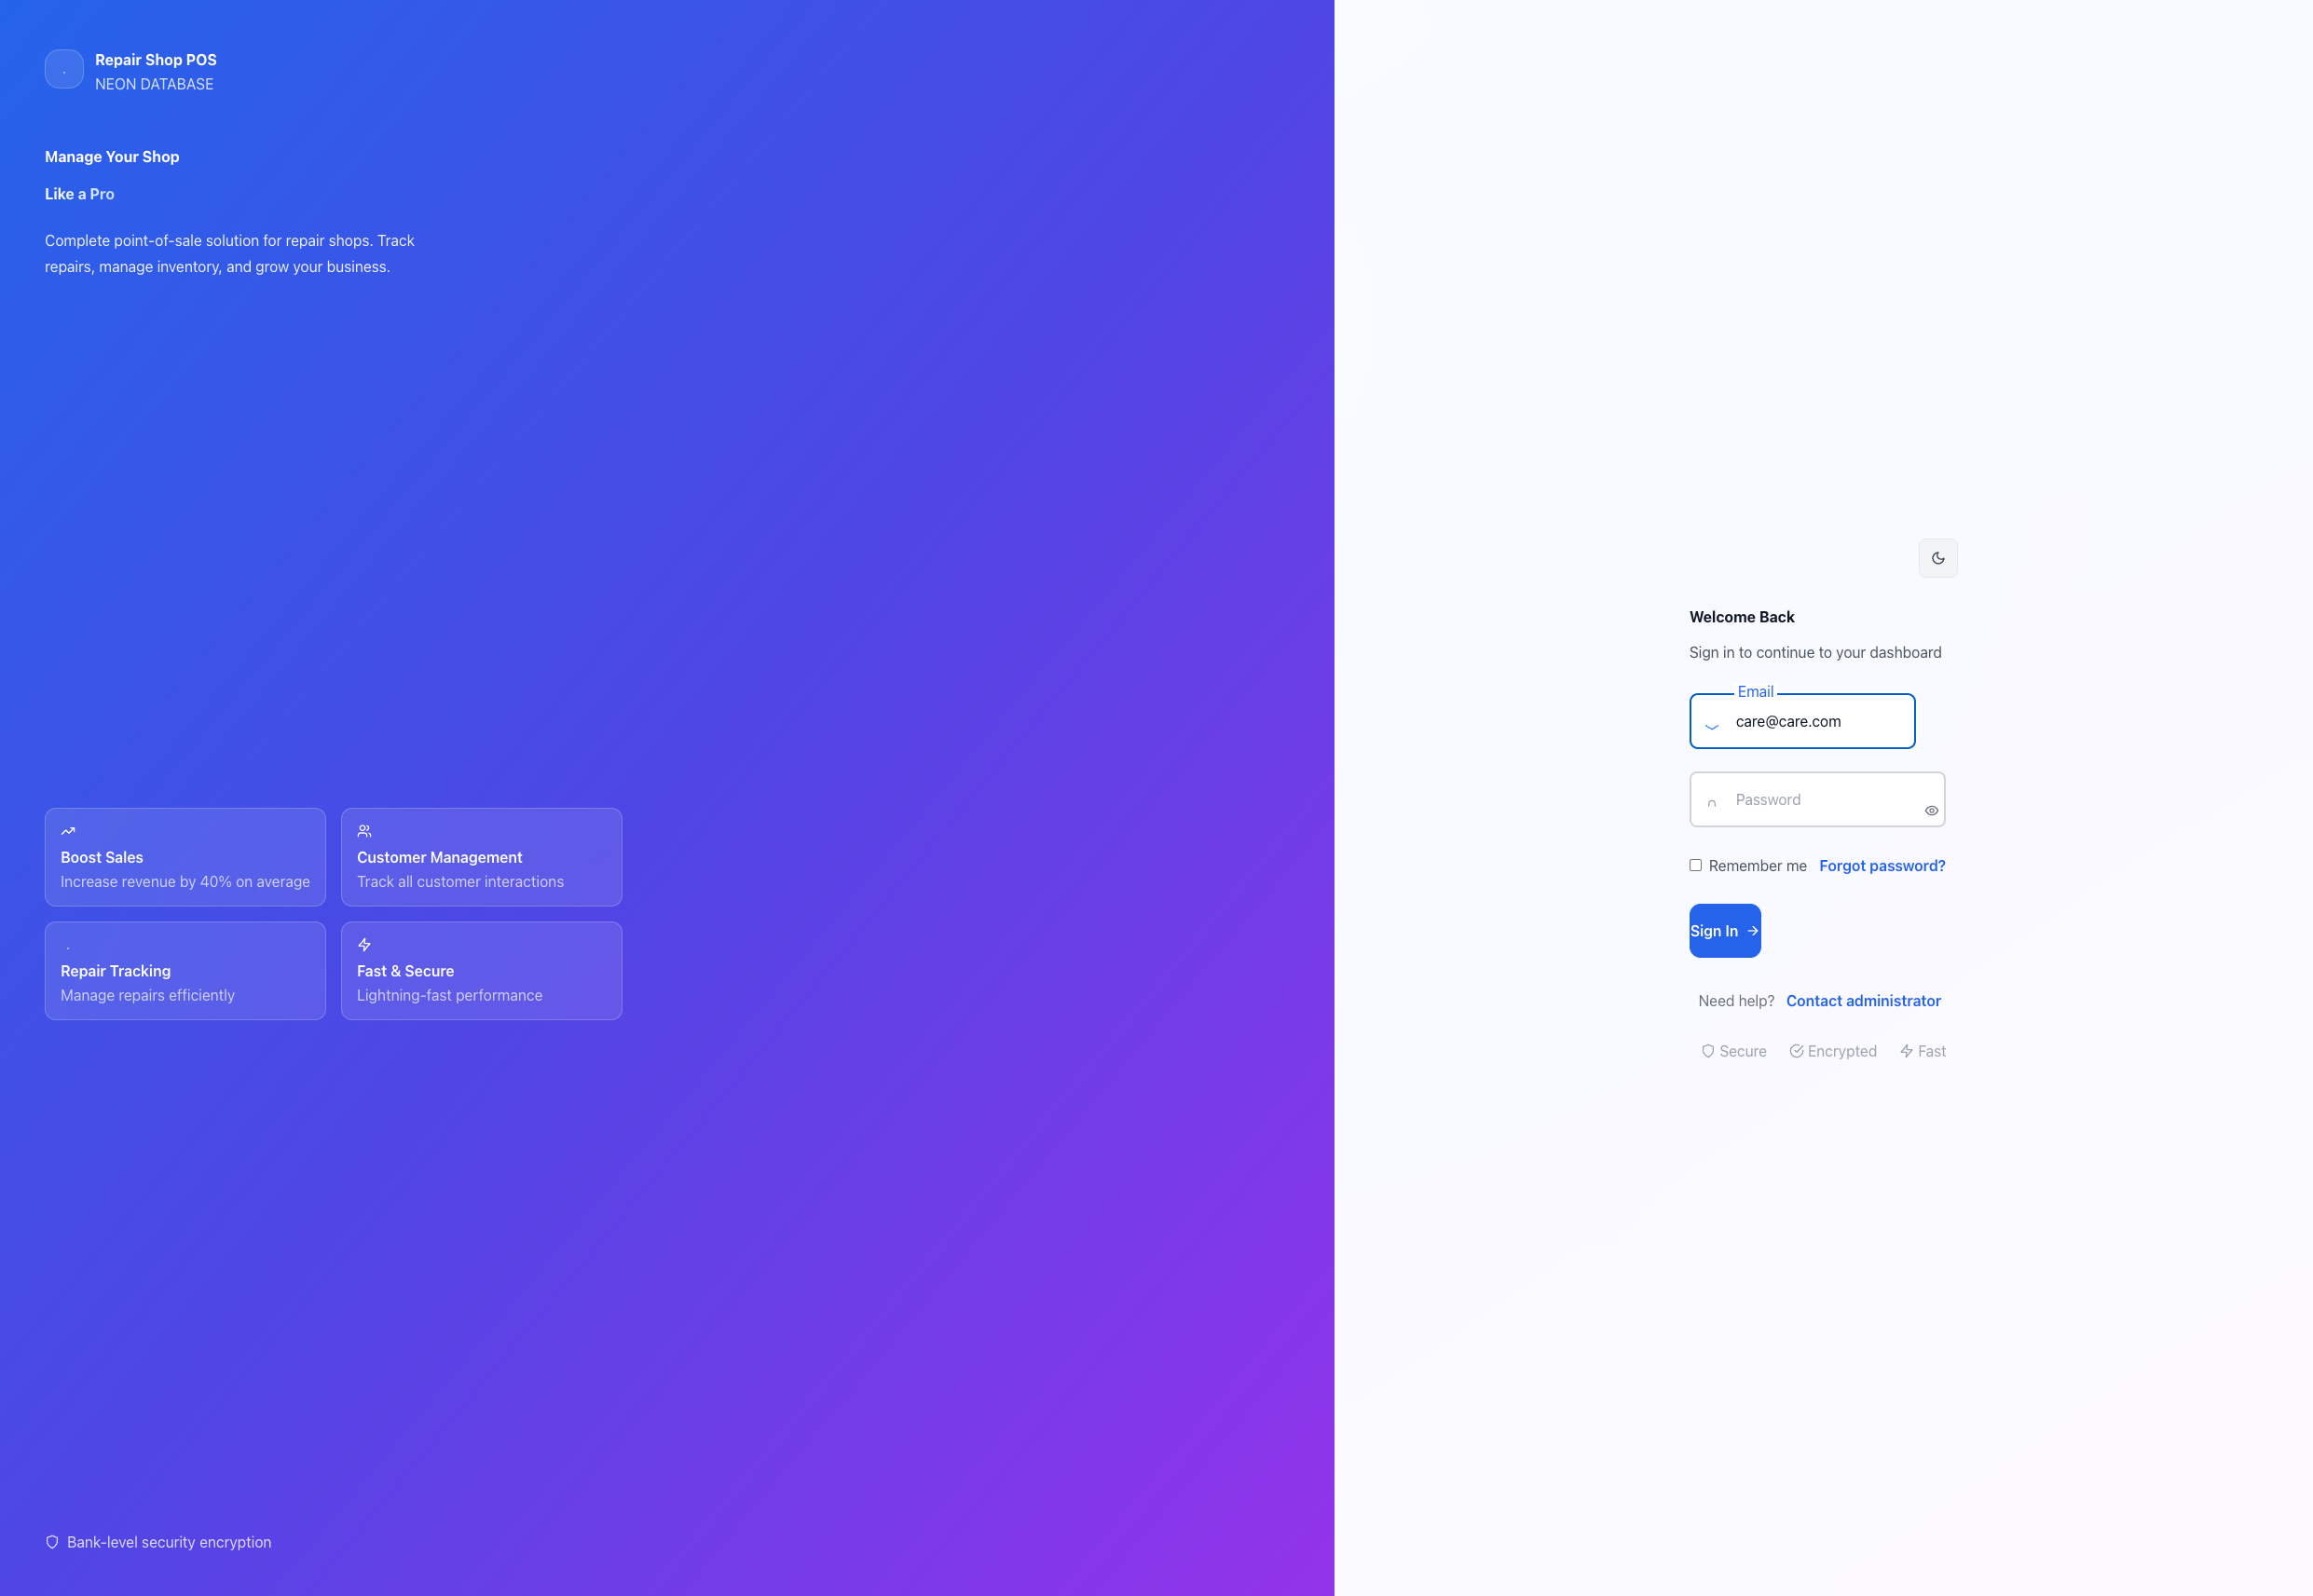 Repair Shop POS
NEON DATABASE
Manage Your Shop
Like a Pro
Complete point-of-sale solution for repair shops. Track
repairs, manage inventory, and grow your business.
Boost Sales
Increase revenue by 40% on average
Customer Management
Track all customer interactions
Repair Tracking
Manage repairs efficiently
Fast & Secure
Lightning-fast performance
Bank-level security encryption
Welcome Back
Sign in to continue to your dashboard
Email
care@care.com
Password
Remember me Forgot password?
Sign In
Need help? Contact administrator
Secure Encrypted Fast